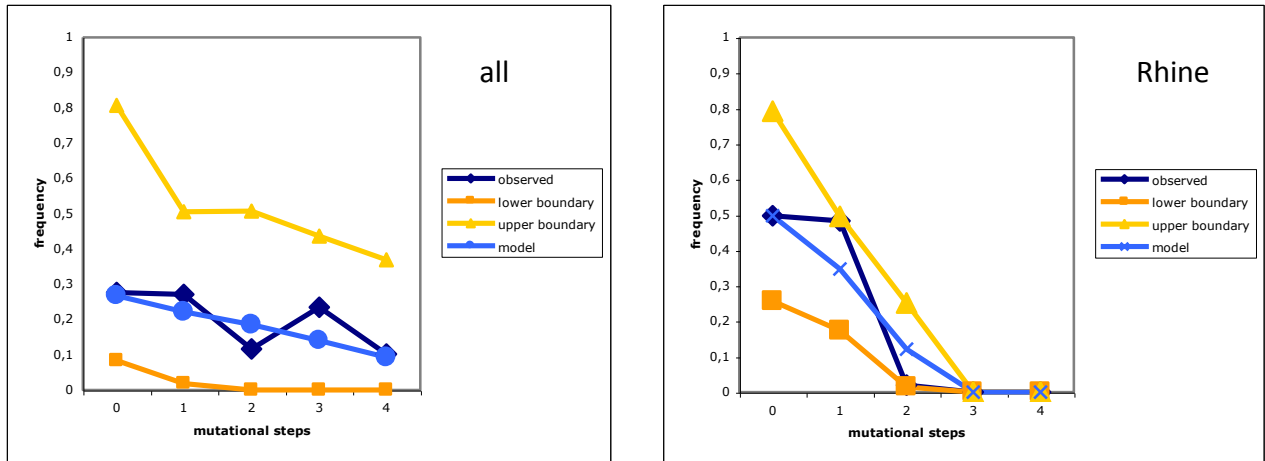 all
1
0,9
0,8
0,7
0,6
0,5
0,4
0,3
0,2
0,1
0
frequency
0 1 2 3 4
mutational steps
observed
lower boundary
upper boundary
model
Rhine
1
0,9
0,8
0,7
0,6
0,5
0,4
0,3
0,2
0,1
0
frequency
0 1 2 3 4
mutational steps
observed
lower boundary
upper boundary
model